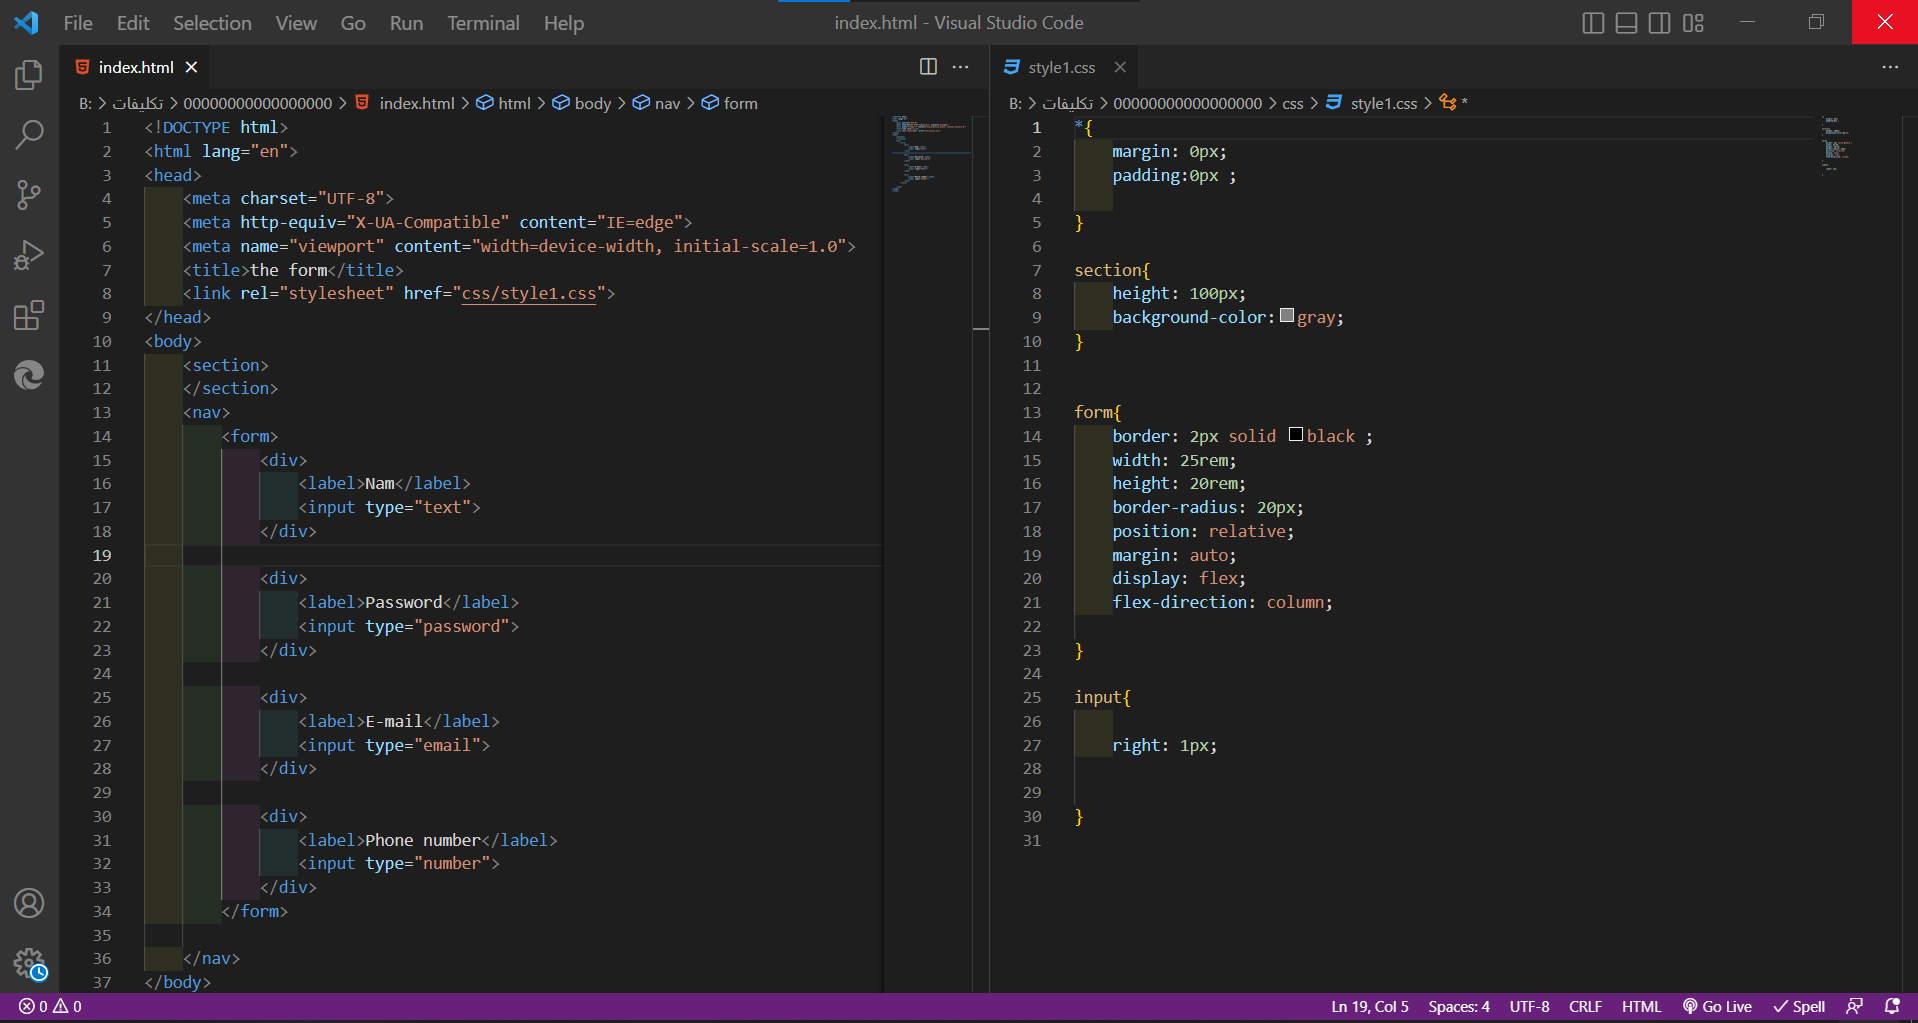 File Edit Selection View Go Run Terminal Help
index.html - Visual Studio Code
index.html
B: > تكليفات > 00000000000000000 > index.html > html > body > nav > form
1 <!DOCTYPE html>
2 <html lang="en">
3 <head>
4 <meta charset="UTF-8">
5 <meta http-equiv="X-UA-Compatible" content="IE=edge">
6 <meta name="viewport" content="width=device-width, initial-scale=1.0">
7 <title>the form</title>
8 <link rel="stylesheet" href="css/style1.css">
9 </head>
10 <body>
11 <section>
12 </section>
13 <nav>
14 <form>
15 <div>
16 <label>Nam</label>
17 <input type="text">
18 </div>
19
20 <div>
21 <label>Password</label>
22 <input type="password">
23 </div>
24
25 <div>
26 <label>E-mail</label>
27 <input type="email">
28 </div>
29
30 <div>
31 <label>Phone number</label>
32 <input type="number">
33 </div>
34 </form>
35
36 </nav>
37 </body>
style1.css
B: > تكليفات > 00000000000000000 > css > style1.css > *
1 *{
2 margin: 0px;
3 padding:0px ;
4
5 }
6
7 section{
8 height: 100px;
9 background-color: gray;
10 }
11
12
13 form{
14 border: 2px solid black ;
15 width: 25rem;
16 height: 20rem;
17 border-radius: 20px;
18 position: relative;
19 margin: auto;
20 display: flex;
21 flex-direction: column;
22
23 }
24
25 input{
26
27 right: 1px;
28
29
30 }
31
0 0
Ln 19, Col 5 Spaces: 4 UTF-8 CRLF HTML Go Live Spell